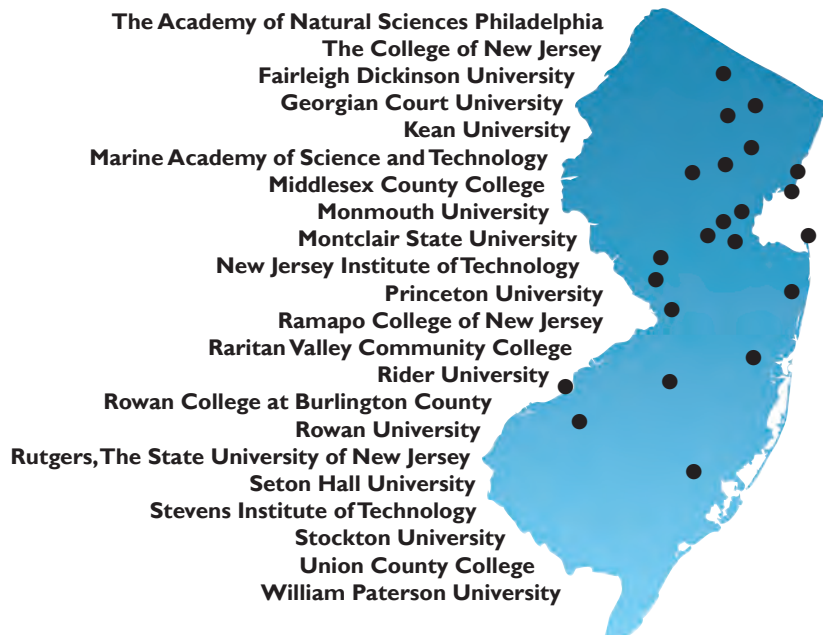 The Academy of Natural Sciences Philadelphia
The College of New Jersey
Fairleigh Dickinson University
Georgian Court University
Kean University
Marine Academy of Science and Technology
Middlesex County College
Monmouth University
Montclair State University
New Jersey Institute of Technology
Princeton University
Ramapo College of New Jersey
Raritan Valley Community College
Rider University
Rowan College at Burlington County
Rowan University
Rutgers, The State University of New Jersey
Seton Hall University
Stevens Institute of Technology
Stockton University
Union County College
William Paterson University